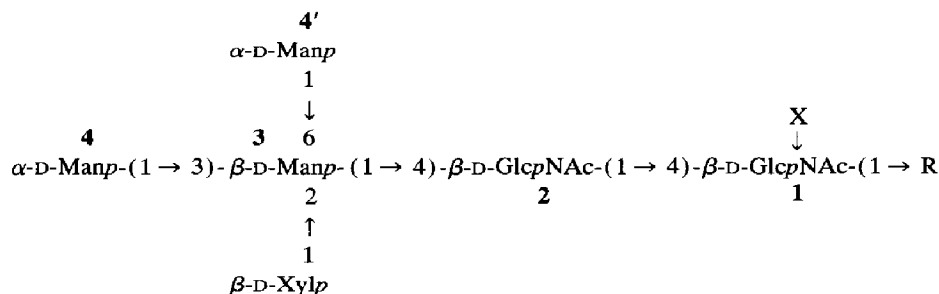 4′
α-D-Manp
1
↓
4 3 6 X
↓
α-D-Manp-(1 → 3)-β-D-Manp-(1 → 4)-β-D-GlcpNAc-(1 → 4)-β-D-GlcpNAc-(1 → R
2 2 1
↑
1
β-D-Xylp